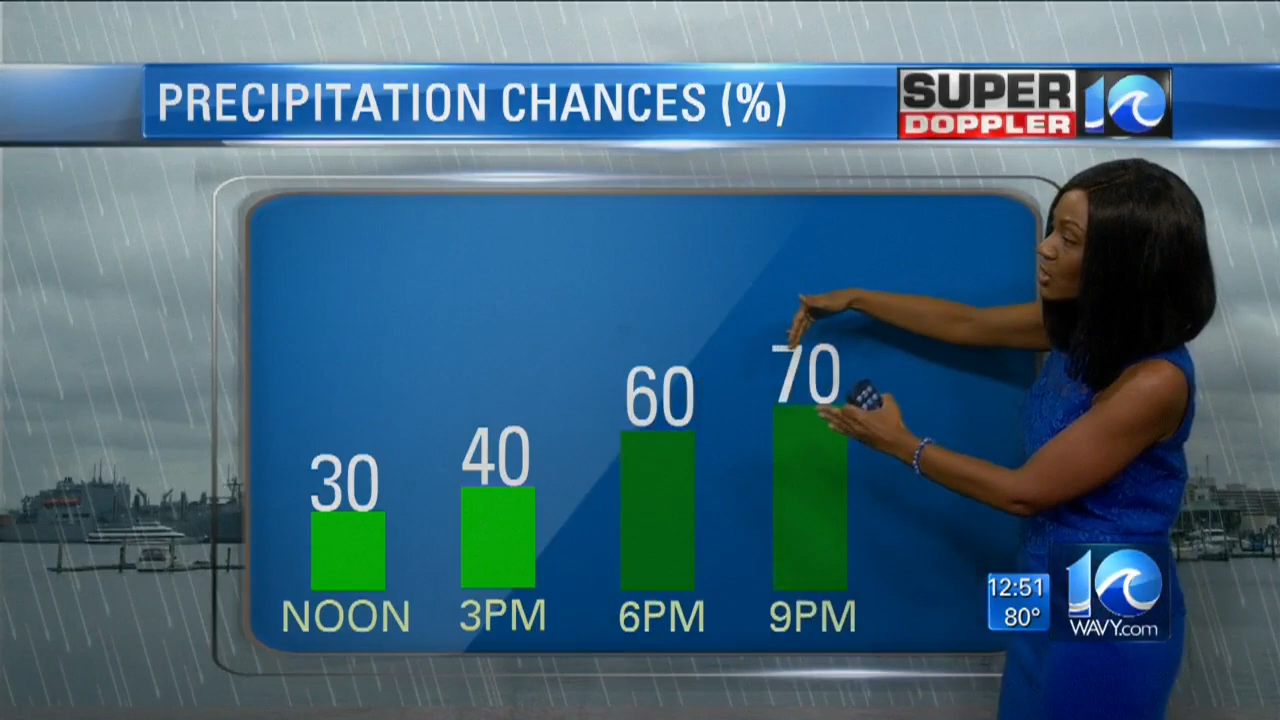 PRECIPITATION CHANCES (%)
SUPER
DOPPLER
10
30
40
60
70
NOON
3PM
6PM
9PM
12:51
80°
10
WAVY.com